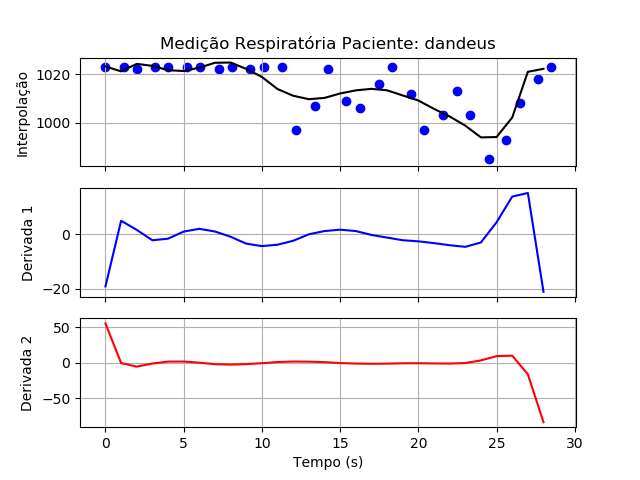 Medição Respiratória Paciente: dandeus
Interpolação
1020
1000
Derivada 1
0
−20
Derivada 2
50
0
−50
0 5 10 15 20 25 30
Tempo (s)